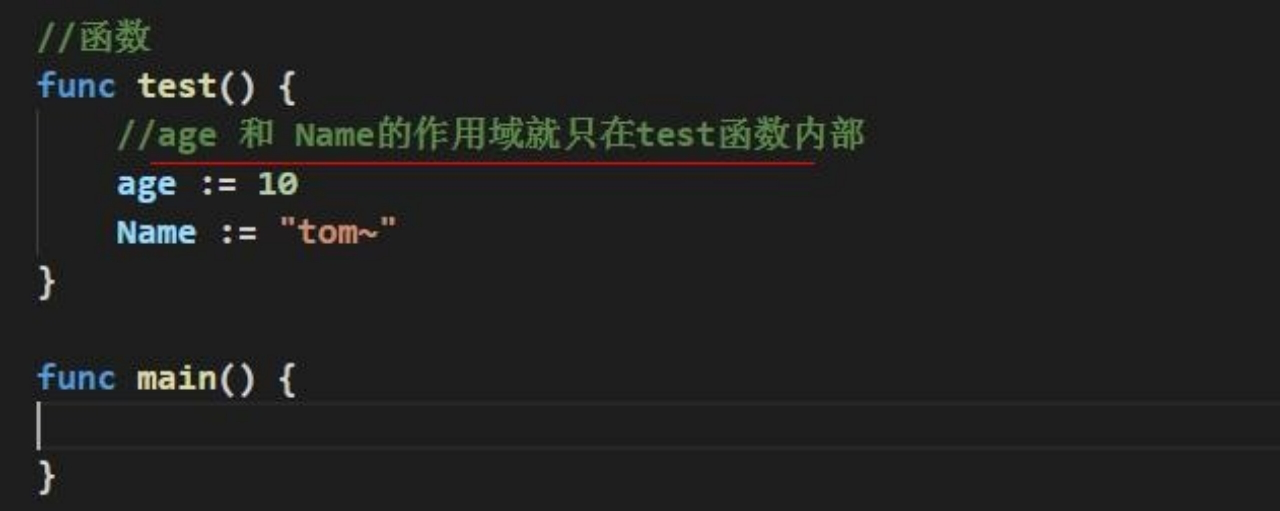 //函数
func test() {
//age 和 Name的作用域就只在test函数内部
age := 10
Name := "tom~"
}
func main() {
}